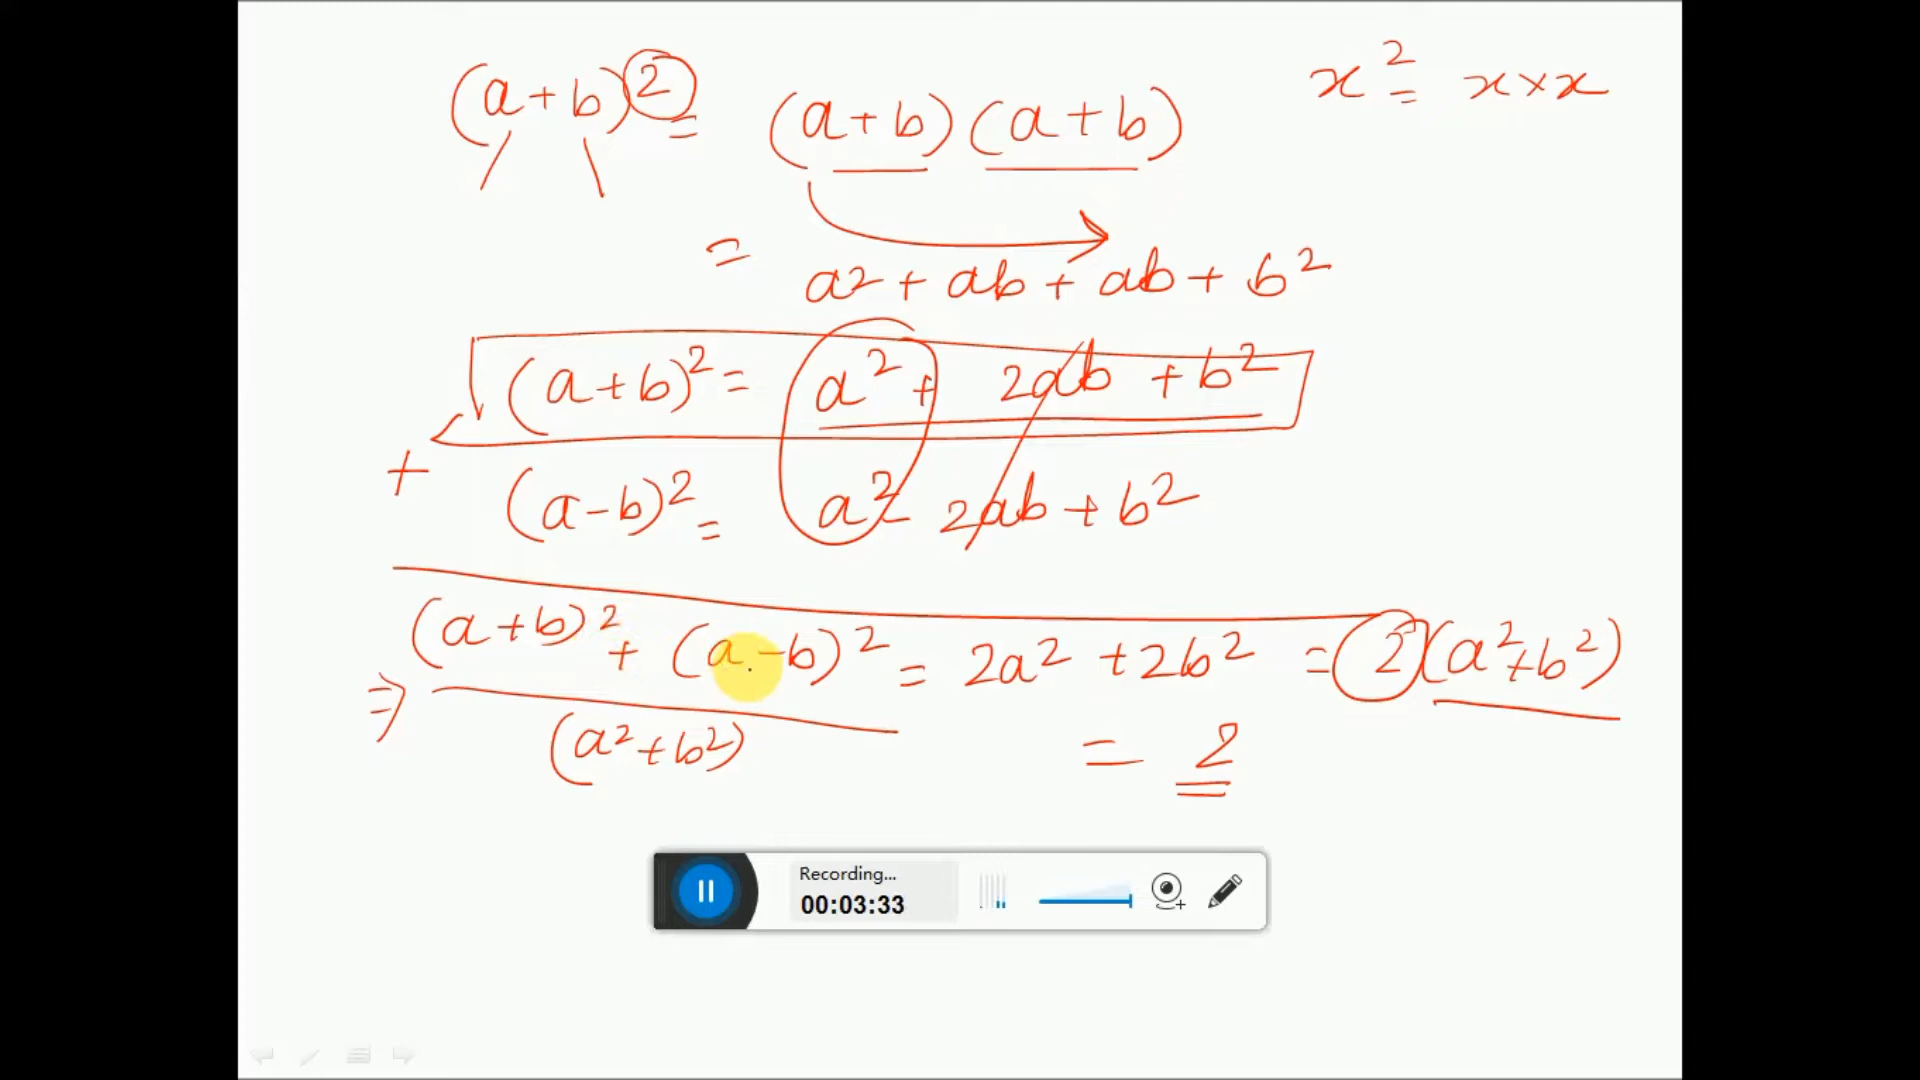 (a+b)² = (a+b)(a+b)
x² = x×x
= a²+ab+ab+b²
(a+b)² = a² + 2ab + b²
+ (a-b)² = a² - 2ab + b²
(a+b)² + (a-b)² = 2a² + 2b² = 2(a²+b²)
⇒ (a²+b²) = 2
Recording...
00:03:33